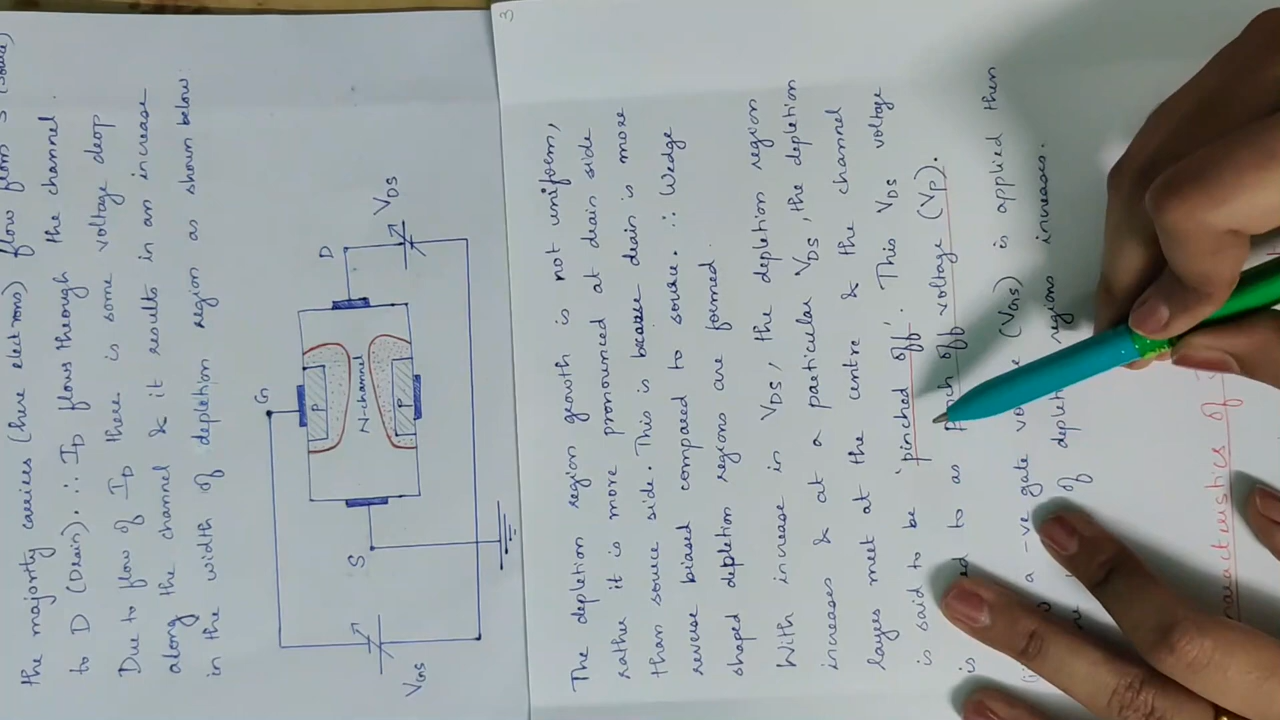 the majority carriers (here electrons) flow from S (Source)
to D (Drain). ∴ ID flows through the channel.
Due to flow of ID there is some voltage drop
along the channel & it results in an increase
in the width of depletion region as shown below
G
P
N-channel
P
S
D
VDS
VGS
3
The depletion region growth is not uniform,
rather it is more pronounced at drain side
than source side. This is because drain is more
reverse biased compared to source. ∴ Wedge
shaped depletion regions are formed.
With increase in VDS, the depletion region
increases & at a particular VDS, the depletion
layers meet at the centre & the channel
is said to be 'pinched off'. This VDS voltage
is to as Pinch off voltage (VP).
a -ve gate (VGS) is applied then
of regions increases.
of